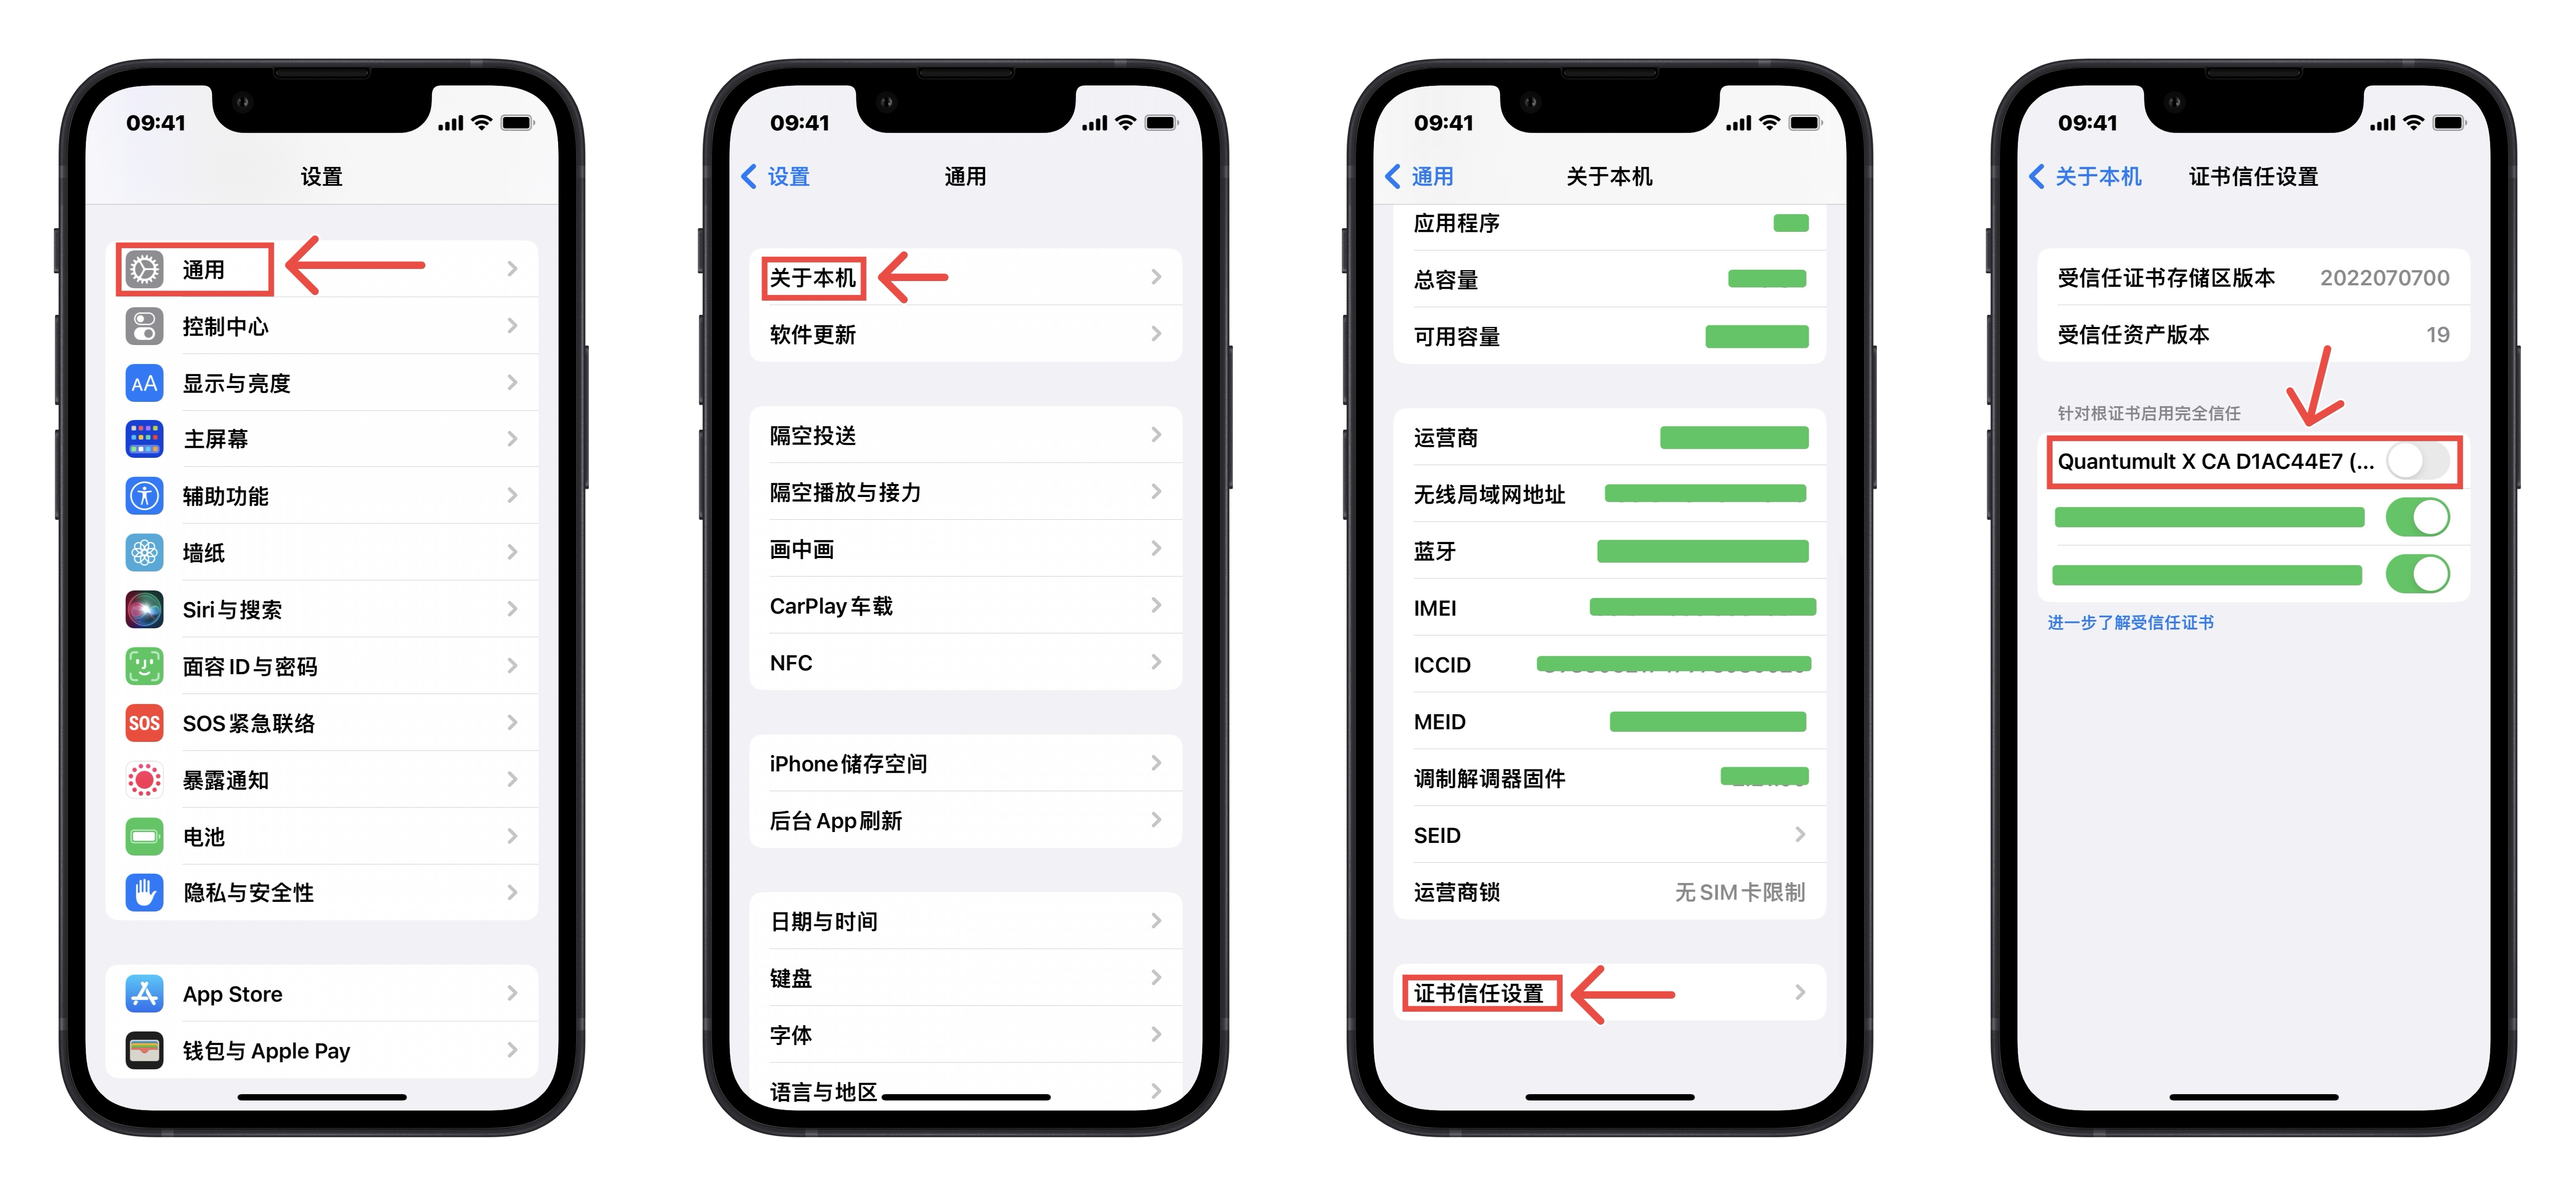 09:41
设置
通用
控制中心
显示与亮度
主屏幕
辅助功能
墙纸
Siri与搜索
面容ID与密码
SOS紧急联络
暴露通知
电池
隐私与安全性
App Store
钱包与 Apple Pay
09:41
设置 通用
关于本机
软件更新
隔空投送
隔空播放与接力
画中画
CarPlay车载
NFC
iPhone储存空间
后台App刷新
日期与时间
键盘
字体
语言与地区
09:41
通用 关于本机
应用程序
总容量
可用容量
运营商
无线局域网地址
蓝牙
IMEI
ICCID
MEID
调制解调器固件
SEID
运营商锁 无SIM卡限制
证书信任设置
09:41
关于本机 证书信任设置
受信任证书存储区版本 2022070700
受信任资产版本 19
针对根证书启用完全信任
Quantumult X CA D1AC44E7 (...
进一步了解受信任证书